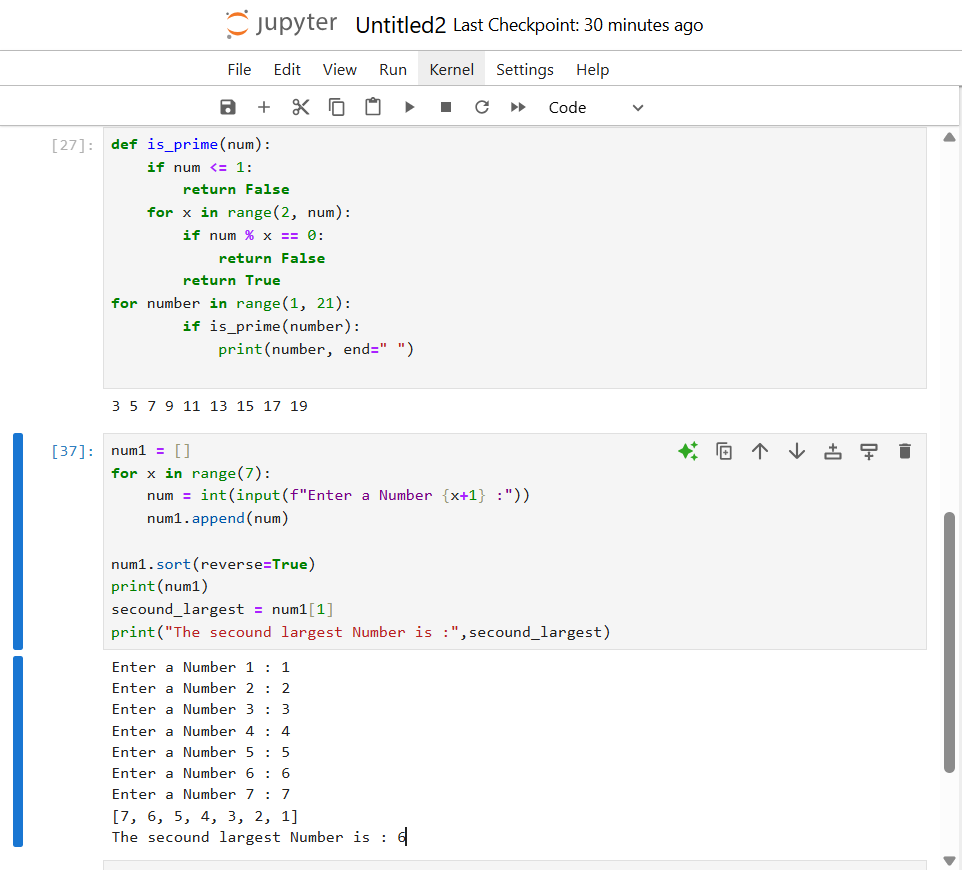 jupyter Untitled2 Last Checkpoint: 30 minutes ago
File Edit View Run Kernel Settings Help
Code
[27]:
def is_prime(num):
    if num <= 1:
        return False
    for x in range(2, num):
        if num % x == 0:
            return False
        return True
for number in range(1, 21):
        if is_prime(number):
            print(number, end=" ")
3 5 7 9 11 13 15 17 19
[37]:
num1 = []
for x in range(7):
    num = int(input(f"Enter a Number {x+1} :"))
    num1.append(num)

num1.sort(reverse=True)
print(num1)
secound_largest = num1[1]
print("The secound largest Number is :",secound_largest)
Enter a Number 1 : 1
Enter a Number 2 : 2
Enter a Number 3 : 3
Enter a Number 4 : 4
Enter a Number 5 : 5
Enter a Number 6 : 6
Enter a Number 7 : 7
[7, 6, 5, 4, 3, 2, 1]
The secound largest Number is : 6